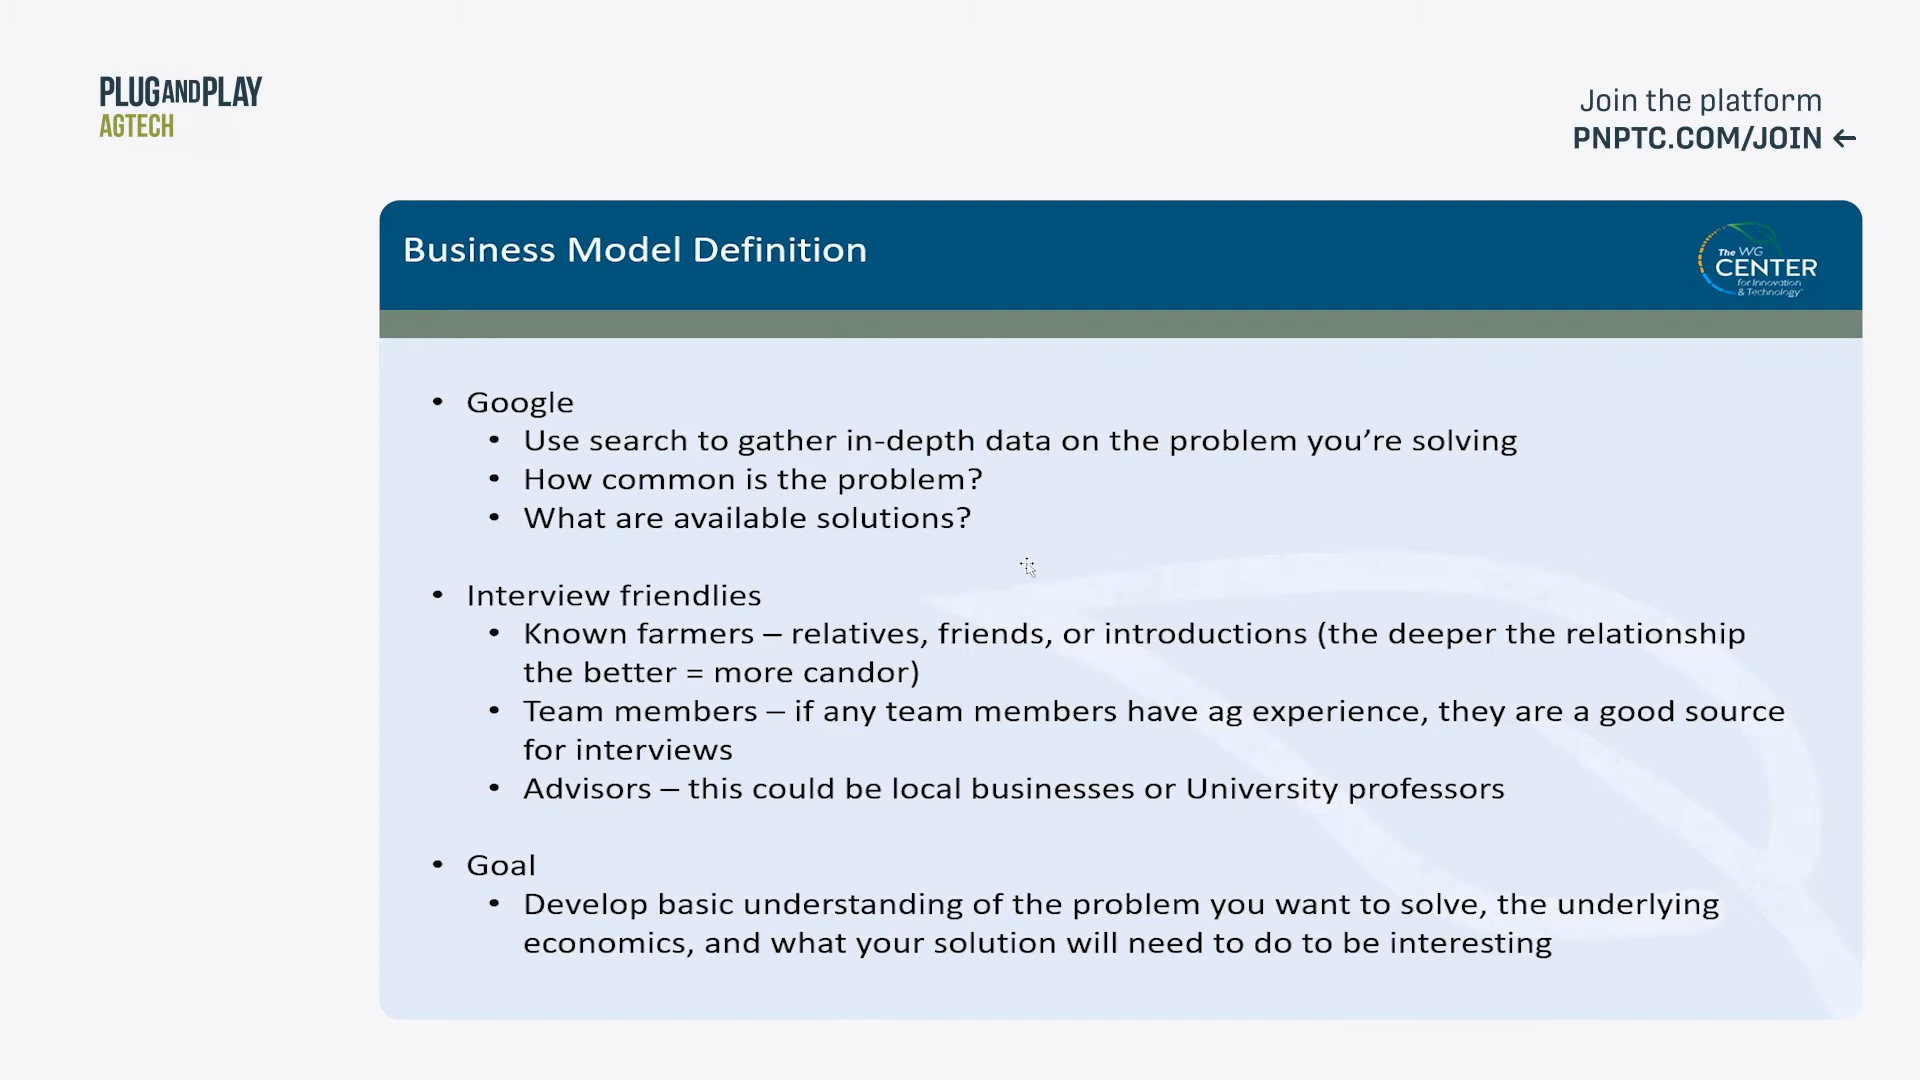 PLUGANDPLAY
AGTECH
Join the platform
PNPTC.COM/JOIN ←
Business Model Definition
The WG
CENTER
for Innovation
& Technology
• Google
• Use search to gather in-depth data on the problem you’re solving
• How common is the problem?
• What are available solutions?
• Interview friendlies
• Known farmers – relatives, friends, or introductions (the deeper the relationship
the better = more candor)
• Team members – if any team members have ag experience, they are a good source
for interviews
• Advisors – this could be local businesses or University professors
• Goal
• Develop basic understanding of the problem you want to solve, the underlying
economics, and what your solution will need to do to be interesting